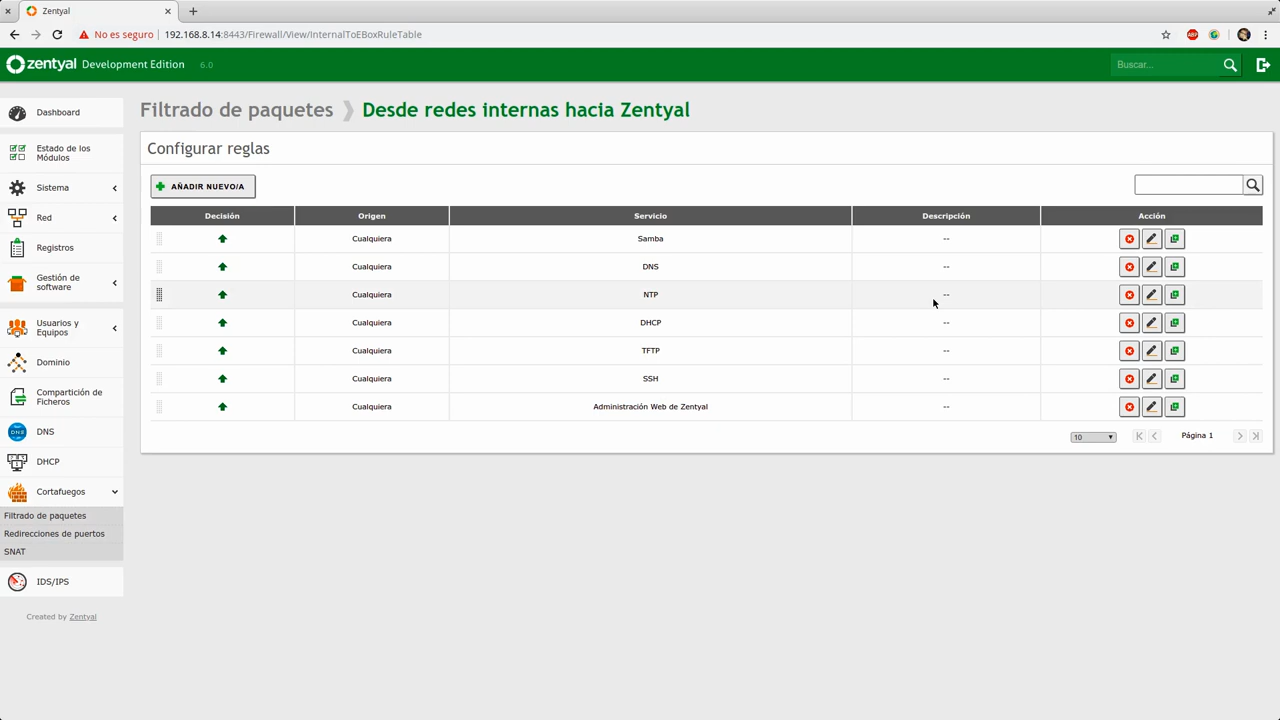 Zentyal
No es seguro
192.168.8.14:8443/Firewall/View/InternalToEBoxRuleTable
ABP
zentyal Development Edition 6.0
Buscar...
Dashboard
Estado de los
Módulos
Sistema
Red
Registros
Gestión de
software
Usuarios y
Equipos
Dominio
Compartición de
Ficheros
DNS
DNS
DHCP
Cortafuegos
Filtrado de paquetes
Redirecciones de puertos
SNAT
IDS/IPS
Created by Zentyal
Filtrado de paquetes Desde redes internas hacia Zentyal
Configurar reglas
AÑADIR NUEVO/A
Decisión Origen Servicio Descripción Acción
Cualquiera Samba --
Cualquiera DNS --
Cualquiera NTP --
Cualquiera DHCP --
Cualquiera TFTP --
Cualquiera SSH --
Cualquiera Administración Web de Zentyal --
10 Página 1